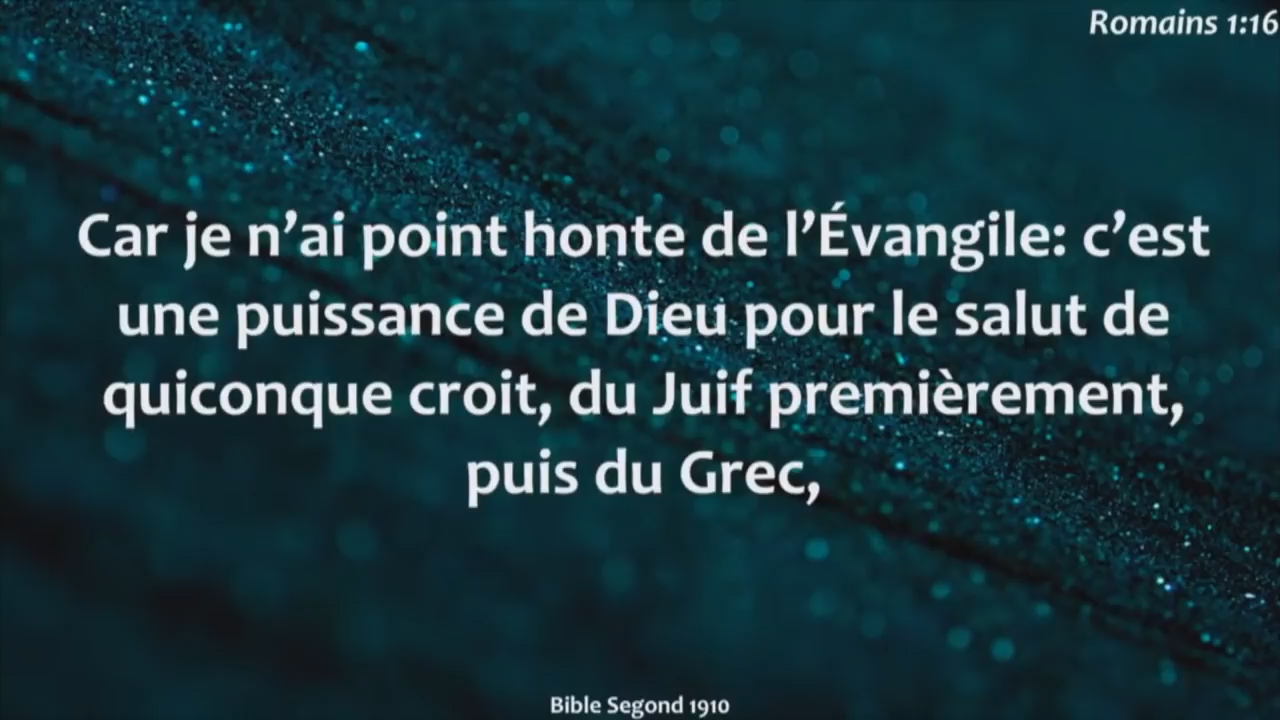 Romains 1:16
Car je n’ai point honte de l’Évangile: c’est
une puissance de Dieu pour le salut de
quiconque croit, du Juif premièrement,
puis du Grec,
Bible Segond 1910